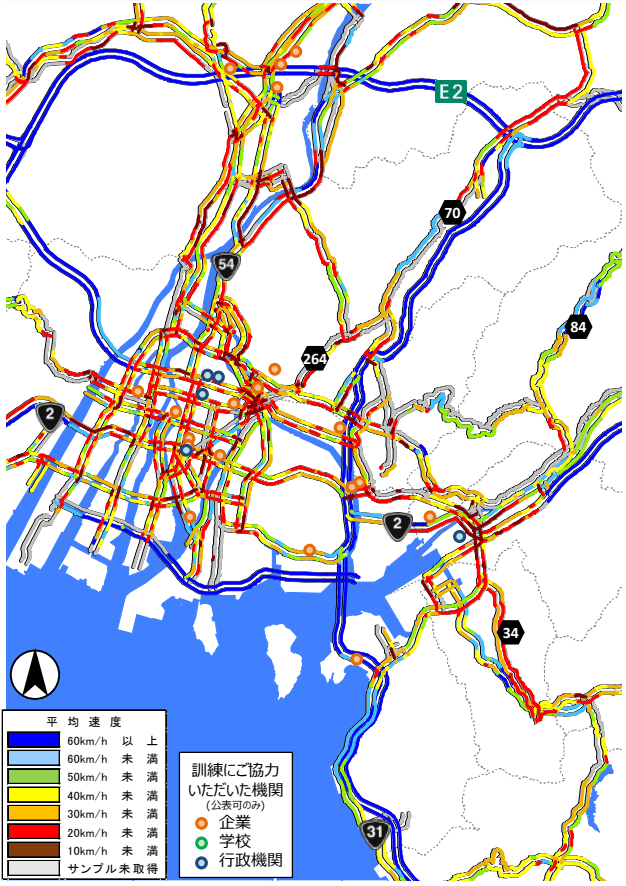 E2
70
54
84
264
2
2
34
31
平均速度
60km/h 以上
60km/h 未満
50km/h 未満
40km/h 未満
30km/h 未満
20km/h 未満
10km/h 未満
サンプル未取得
訓練にご協力
いただいた機関
(公表可のみ)
企業
学校
行政機関